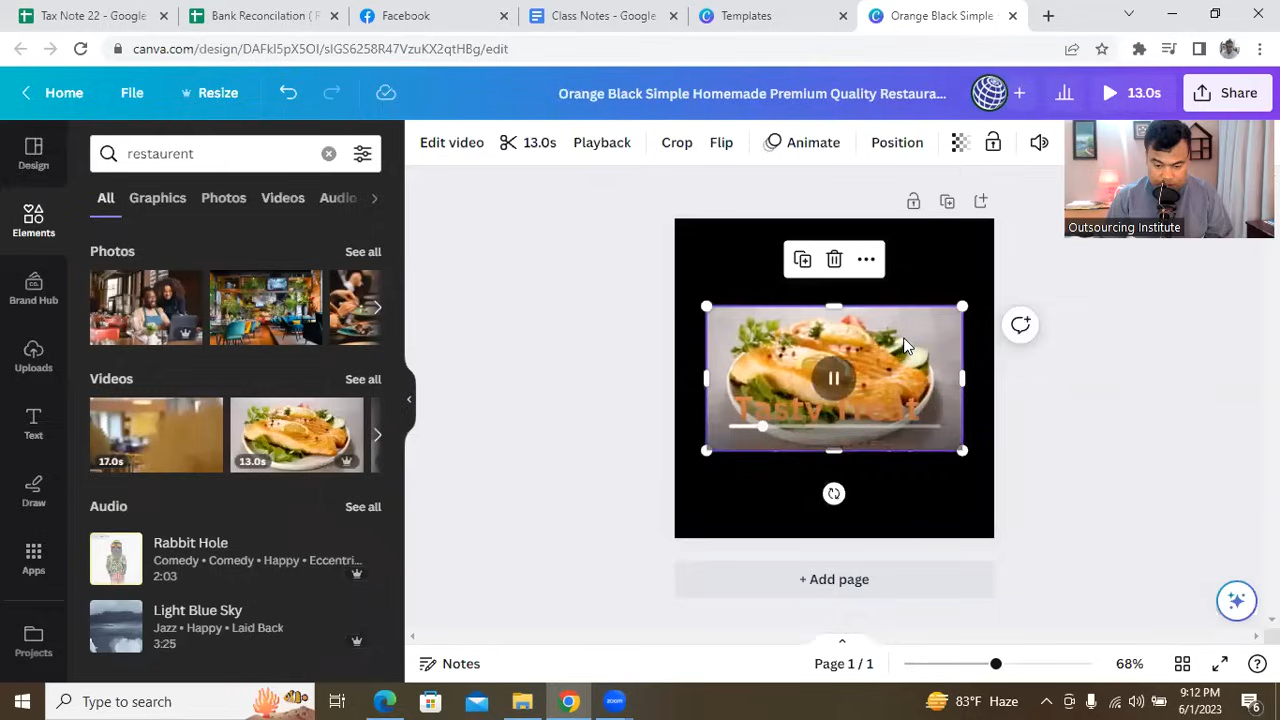 Tax Note 22 - Google
Bank Reconciliation ( R
Facebook
Class Notes - Google
Templates
Orange Black Simple
canva.com/design/DAFkI5pX5OI/sIGS6258R47VzuKX2qtHBg/edit
Home
File
Resize
Orange Black Simple Homemade Premium Quality Restaura...
13.0s
Share
Design
Elements
Brand Hub
Uploads
Text
Draw
Apps
Projects
restaurent
All
Graphics
Photos
Videos
Audio
Photos
See all
Videos
See all
17.0s
13.0s
Audio
See all
Rabbit Hole
Comedy • Comedy • Happy • Eccentri...
2:03
Light Blue Sky
Jazz • Happy • Laid Back
3:25
Edit video
13.0s
Playback
Crop
Flip
Animate
Position
Outsourcing Institute
Tasty Treat
+ Add page
Notes
Page 1 / 1
68%
Type here to search
83°F Haze
9:12 PM
6/1/2023
6